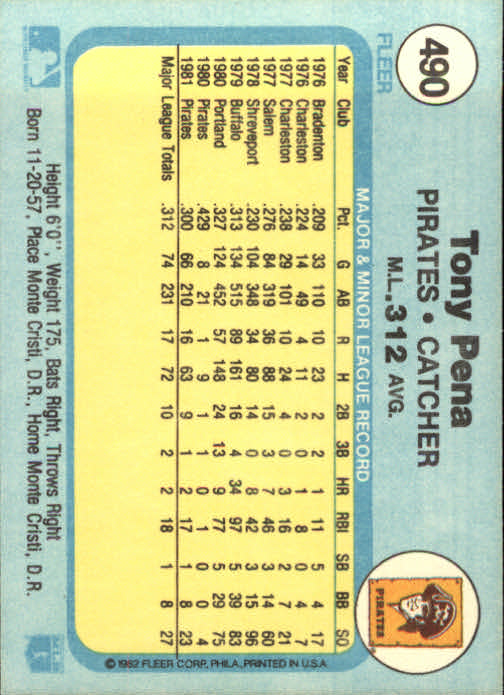 490
FLEER
Tony Pena
PIRATES • CATCHER
M.L. .312 AVG.
PIRATES
MAJOR & MINOR LEAGUE RECORD
Year Club Pct. G AB R H 2B 3B HR RBI SB BB SO
1976 Bradenton .209 33 110 10 23 2 2 1 11 5 4 17
1976 Charleston .224 14 49 4 11 2 0 1 8 0 4 7
1977 Charleston .238 29 101 10 24 4 0 3 16 2 7 21
1977 Salem .276 84 319 36 88 15 3 7 46 3 14 60
1978 Shreveport .230 104 348 34 80 14 0 8 42 3 15 96
1979 Buffalo .313 134 515 89 161 16 4 34 97 5 39 83
1980 Portland .327 124 452 57 148 24 13 9 77 5 29 75
1980 Pirates .429 8 21 1 9 1 1 0 1 0 0 4
1981 Pirates .300 66 210 16 63 9 1 2 17 1 8 23
Major League Totals .312 74 231 17 72 10 2 2 18 1 8 27
© 1982 FLEER CORP., PHILA., PRINTED IN U.S.A.
Height 6'0", Weight 175, Bats Right, Throws Right
Born 11-20-57, Place Monte Cristi, D.R., Home Monte Cristi, D.R.